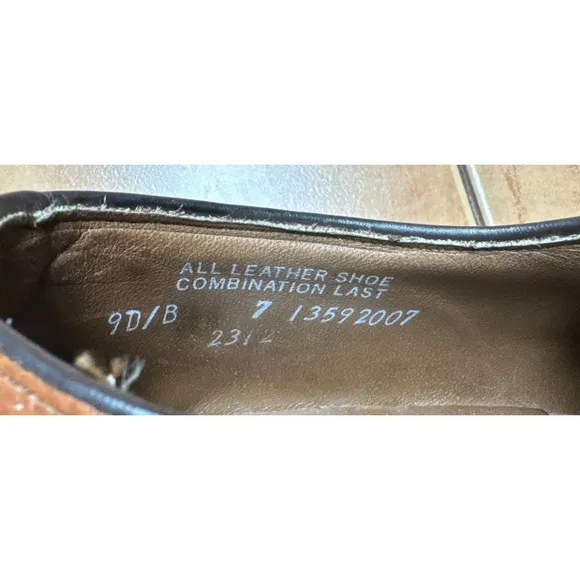 ALL LEATHER SHOE
COMBINATION LAST
9D/B 7 13592007
2312